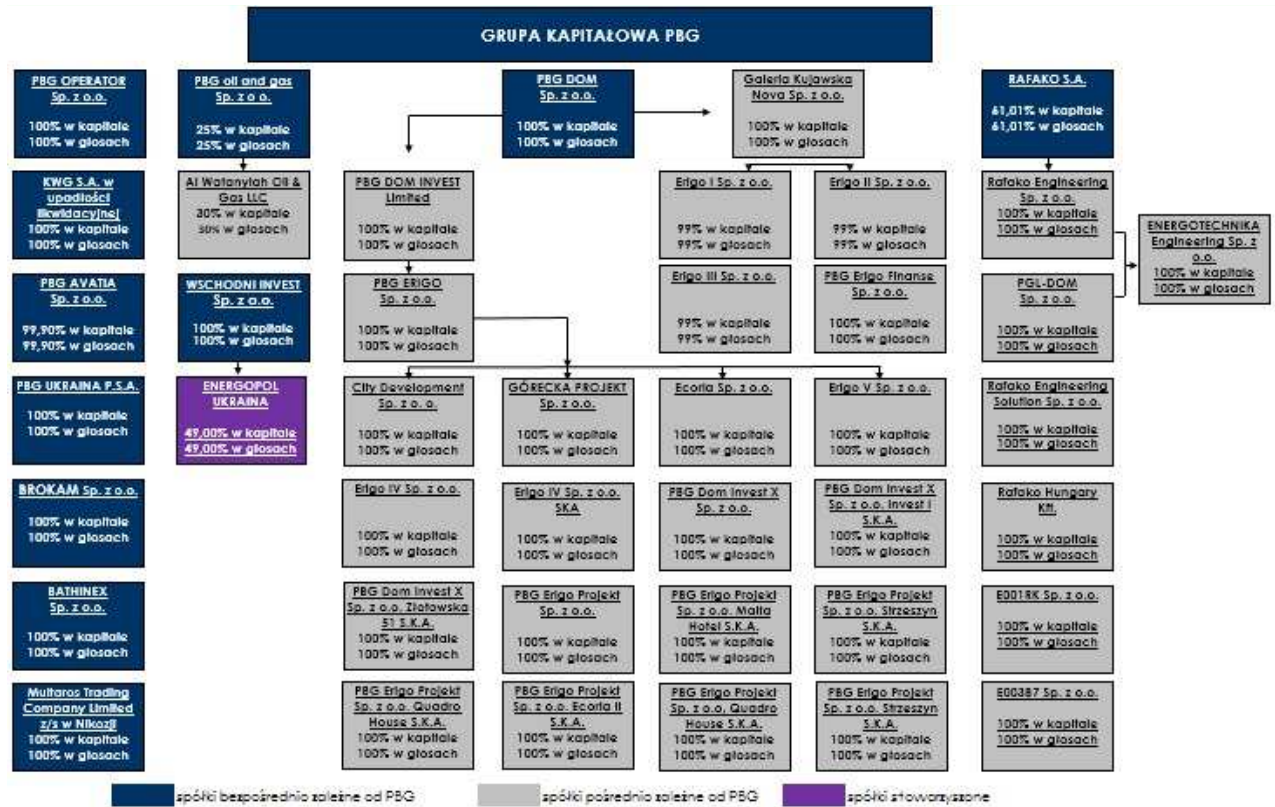 GRUPA KAPITAŁOWA PBG
PBG OPERATOR
Sp. z o.o.
100% w kapitale
100% w głosach
PBG oil and gas
Sp. z o o.
25% w kapitale
25% w głosach
PBG DOM
Sp. z o.o.
100% w kapitale
100% w głosach
Galeria Kujawska
Nova Sp. z o.o.
100% w kapitale
100% w głosach
RAFAKO S.A.
61,01% w kapitale
61,01% w głosach
KWG S.A. w
upadłości
likwidacyjnej
100% w kapitale
100% w głosach
Al Watanyiah Oil &
Gas LLC
30% w kapitale
30% w głosach
PBG DOM INVEST
Limited
100% w kapitale
100% w głosach
Erigo I Sp. z o.o.
99% w kapitale
99% w głosach
Erigo II Sp. z o.o.
99% w kapitale
99% w głosach
Rafako Engineering
Sp. z o.o.
100% w kapitale
100% w głosach
ENERGOTECHNIKA
Engineering Sp. z
o.o.
100% w kapitale
100% w głosach
PBG AVATIA
Sp. z o.o.
99,90% w kapitale
99,90% w głosach
WSCHODNI INVEST
Sp. z o.o.
100% w kapitale
100% w głosach
PBG ERIGO
Sp. z o.o.
100% w kapitale
100% w głosach
Erigo III Sp. z o.o.
99% w kapitale
99% w głosach
PBG Erigo Finanse
Sp. z o.o.
100% w kapitale
100% w głosach
PGL-DOM
Sp. z o.o.
100% w kapitale
100% w głosach
PBG UKRAINA P.S.A.
100% w kapitale
100% w głosach
ENERGOPOL
UKRAINA
49,00% w kapitale
49,00% w głosach
City Development
Sp. z o. o.
100% w kapitale
100% w głosach
GÓRECKA PROJEKT
Sp. z o.o.
100% w kapitale
100% w głosach
Ecoria Sp. z o.o.
100% w kapitale
100% w głosach
Erigo V Sp. z o.o.
100% w kapitale
100% w głosach
Rafako Engineering
Solution Sp. z o.o.
100% w kapitale
100% w głosach
BROKAM Sp. z o.o.
100% w kapitale
100% w głosach
Erigo IV Sp. z o.o.
100% w kapitale
100% w głosach
Erigo IV Sp. z o.o.
SKA
100% w kapitale
100% w głosach
PBG Dom Invest X
Sp. z o.o.
100% w kapitale
100% w głosach
PBG Dom Invest X
Sp. z o.o. Invest I
S.K.A.
100% w kapitale
100% w głosach
Rafako Hungary
Kft.
100% w kapitale
100% w głosach
BATHINEX
Sp. z o.o.
100% w kapitale
100% w głosach
PBG Dom Invest X
Sp. z o.o. Złotowska
51 S.K.A.
100% w kapitale
100% w głosach
PBG Erigo Projekt
Sp. z o.o.
100% w kapitale
100% w głosach
PBG Erigo Projekt
Sp. z o.o. Malta
Hotel S.K.A.
100% w kapitale
100% w głosach
PBG Erigo Projekt
Sp. z o.o. Strzeszyn
S.K.A.
100% w kapitale
100% w głosach
E001RK Sp. z o.o.
100% w kapitale
100% w głosach
Multaros Trading
Company Limited
z/s w Nikozji
100% w kapitale
100% w głosach
PBG Erigo Projekt
Sp. z o.o. Quadro
House S.K.A.
100% w kapitale
100% w głosach
PBG Erigo Projekt
Sp. z o.o. Ecoria II
S.K.A.
100% w kapitale
100% w głosach
PBG Erigo Projekt
Sp. z o.o. Quadro
House S.K.A.
100% w kapitale
100% w głosach
PBG Erigo Projekt
Sp. z o.o. Strzeszyn
S.K.A.
100% w kapitale
100% w głosach
E003B7 Sp. z o.o.
100% w kapitale
100% w głosach
spółki bezpośrednio zależne od PBG
spółki pośrednio zależne od PBG
spółki stowarzyszone